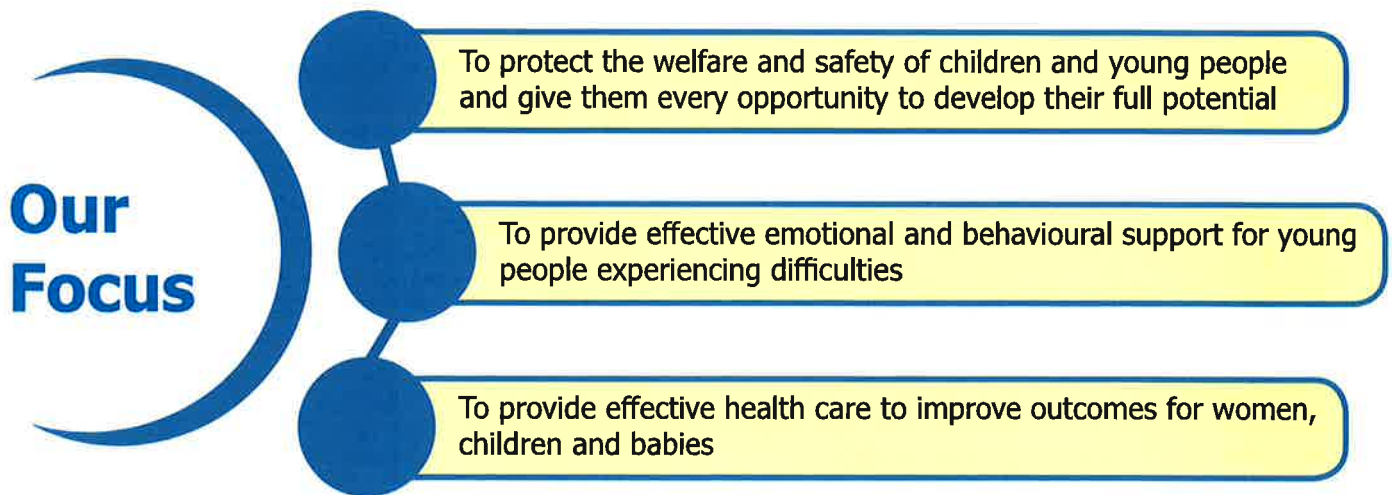 Our
Focus
To protect the welfare and safety of children and young people
and give them every opportunity to develop their full potential
To provide effective emotional and behavioural support for young
people experiencing difficulties
To provide effective health care to improve outcomes for women,
children and babies